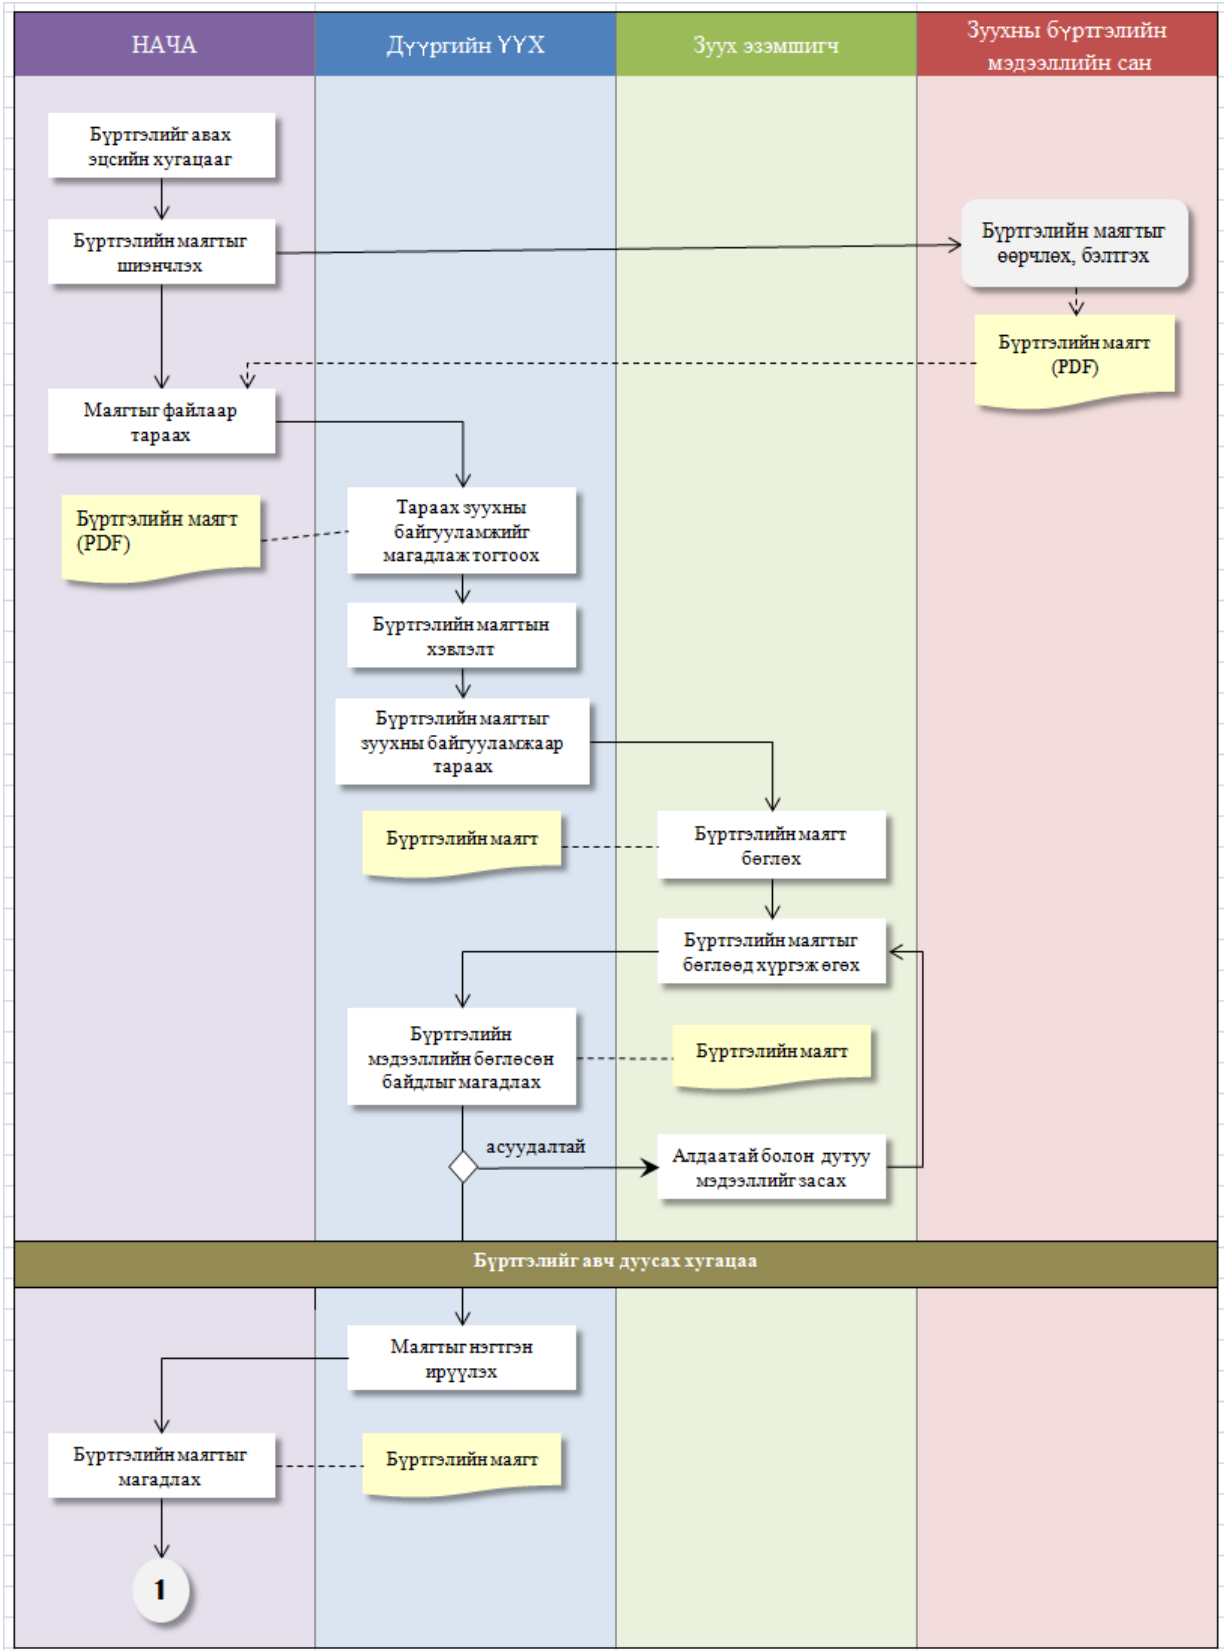 НАЧА
Дүүргийн ҮҮХ
Зуух эзэмшигч
Зуухны бүртгэлийн
мэдээллийн сан
Бүртгэлийг авах
эцсийн хугацааг
Бүртгэлийн маягтыг
шиэнчлэх
Бүртгэлийн маягтыг
өөрчлөх, бэлтгэх
Бүртгэлийн маягт
(PDF)
Маягтыг файлаар
тараах
Бүртгэлийн маягт
(PDF)
Тараах зуухны
байгууламжийг
магадлаж тогтоох
Бүртгэлийн маягтын
хэвлэлт
Бүртгэлийн маягтыг
зуухны байгууламжаар
тараах
Бүртгэлийн маягт
Бүртгэлийн маягт
бөглөх
Бүртгэлийн маягтыг
бөглөөд хүргэж өгөх
Бүртгэлийн
мэдээллийн бөглөсөн
байдлыг магадлах
Бүртгэлийн маягт
асуудалтай
Алдаатай болон дутуу
мэдээллийг засах
Бүртгэлийг авч дуусах хугацаа
Маягтыг нэгтгэн
ирүүлэх
Бүртгэлийн маягтыг
магадлах
Бүртгэлийн маягт
1